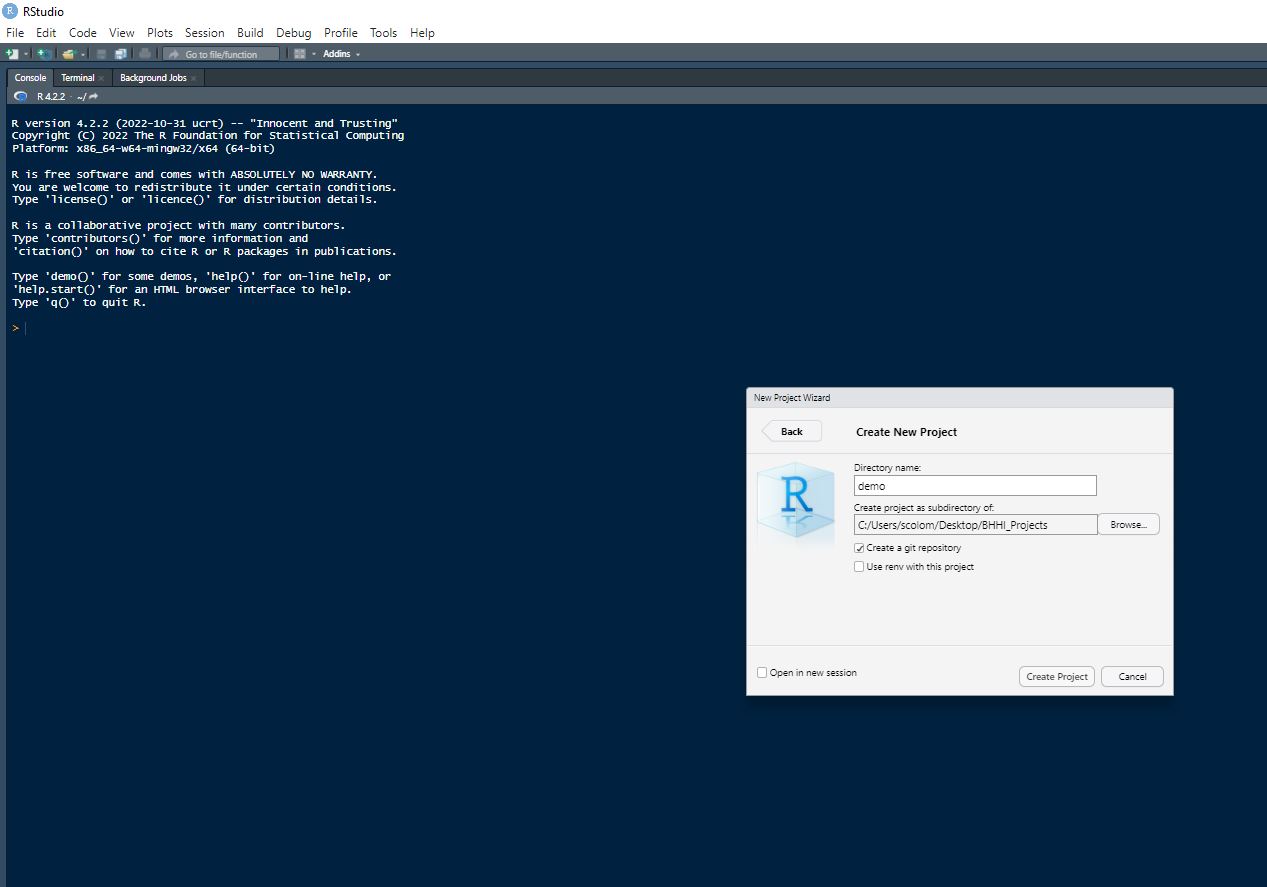 R RStudio
File Edit Code View Plots Session Build Debug Profile Tools Help
Go to file/function Addins
Console Terminal Background Jobs
R 4.2.2 · ~/
R version 4.2.2 (2022-10-31 ucrt) -- "Innocent and Trusting"
Copyright (C) 2022 The R Foundation for Statistical Computing
Platform: x86_64-w64-mingw32/x64 (64-bit)
R is free software and comes with ABSOLUTELY NO WARRANTY.
You are welcome to redistribute it under certain conditions.
Type 'license()' or 'licence()' for distribution details.
R is a collaborative project with many contributors.
Type 'contributors()' for more information and
'citation()' on how to cite R or R packages in publications.
Type 'demo()' for some demos, 'help()' for on-line help, or
'help.start()' for an HTML browser interface to help.
Type 'q()' to quit R.
>
New Project Wizard
Back Create New Project
R
Directory name:
demo
Create project as subdirectory of:
C:/Users/scolom/Desktop/BHHI_Projects Browse...
Create a git repository
Use renv with this project
Open in new session Create Project Cancel